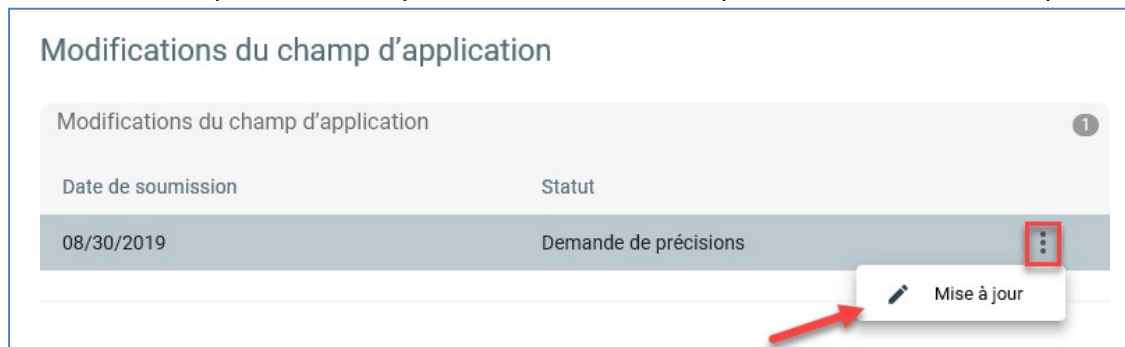 Modifications du champ d’application
Modifications du champ d’application 1
Date de soumission Statut
08/30/2019 Demande de précisions
Mise à jour